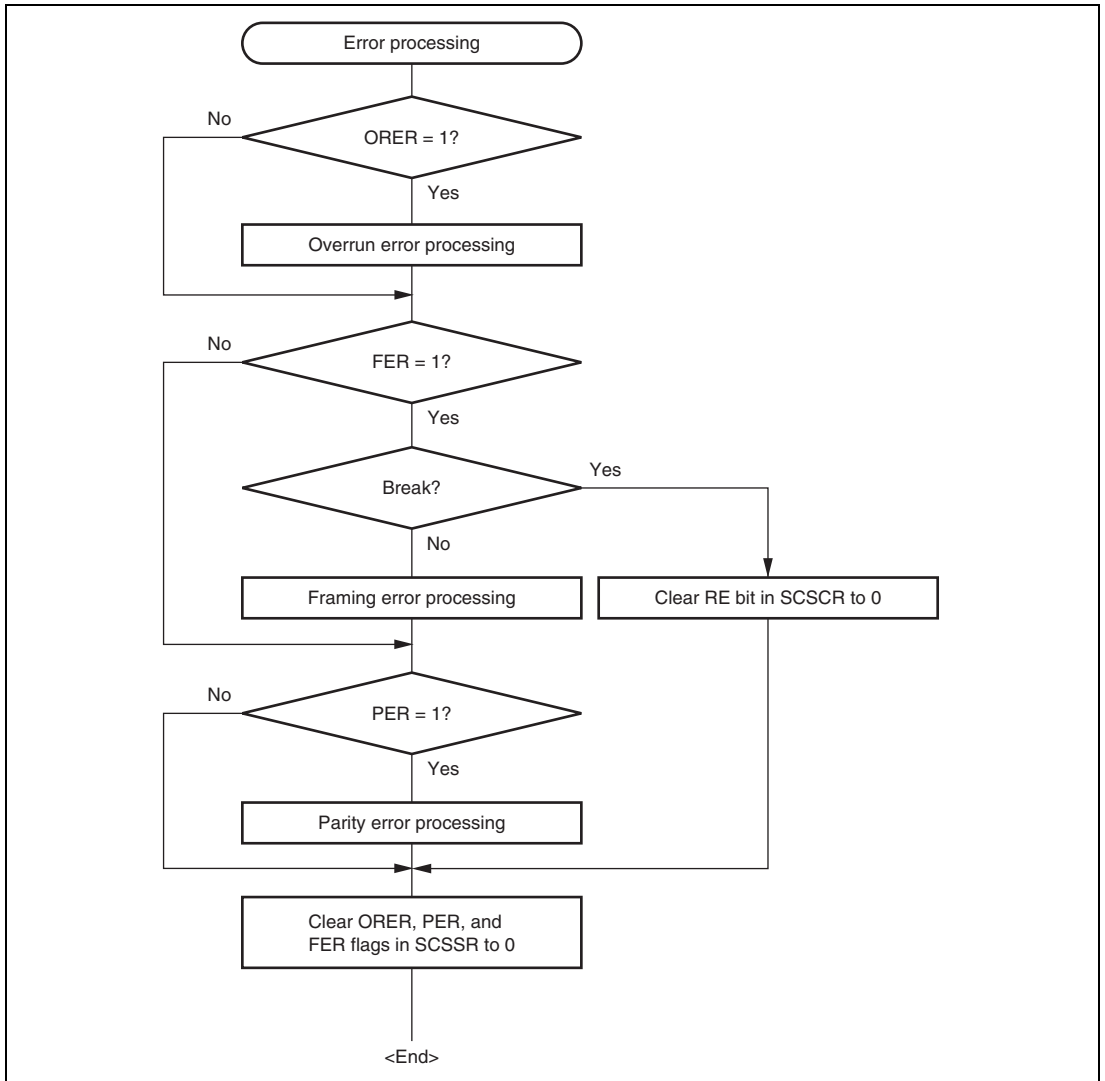 Error processing
No
ORER = 1?
Yes
Overrun error processing
No
FER = 1?
Yes
Yes
Break?
No
Framing error processing
Clear RE bit in SCSCR to 0
No
PER = 1?
Yes
Parity error processing
Clear ORER, PER, and
FER flags in SCSSR to 0
<End>